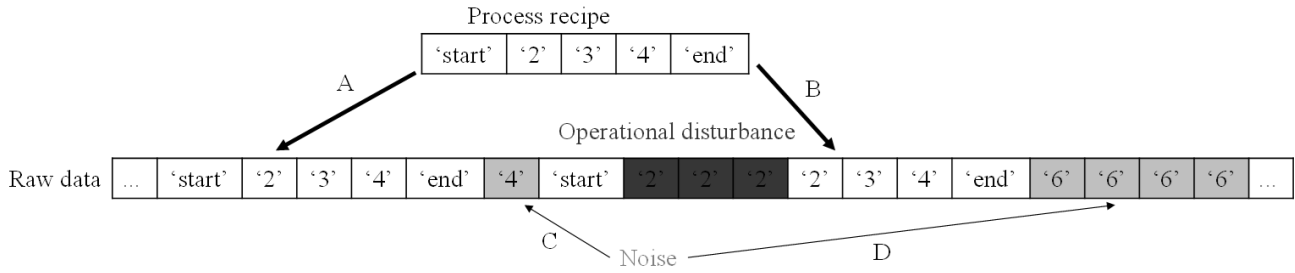 Process recipe
‘start’ ‘2’ ‘3’ ‘4’ ‘end’
A
B
Operational disturbance
Raw data ... ‘start’ ‘2’ ‘3’ ‘4’ ‘end’ ‘4’ ‘start’ ‘2’ ‘2’ ‘2’ ‘2’ ‘3’ ‘4’ ‘end’ ‘6’ ‘6’ ‘6’ ‘6’ ...
C
Noise
D